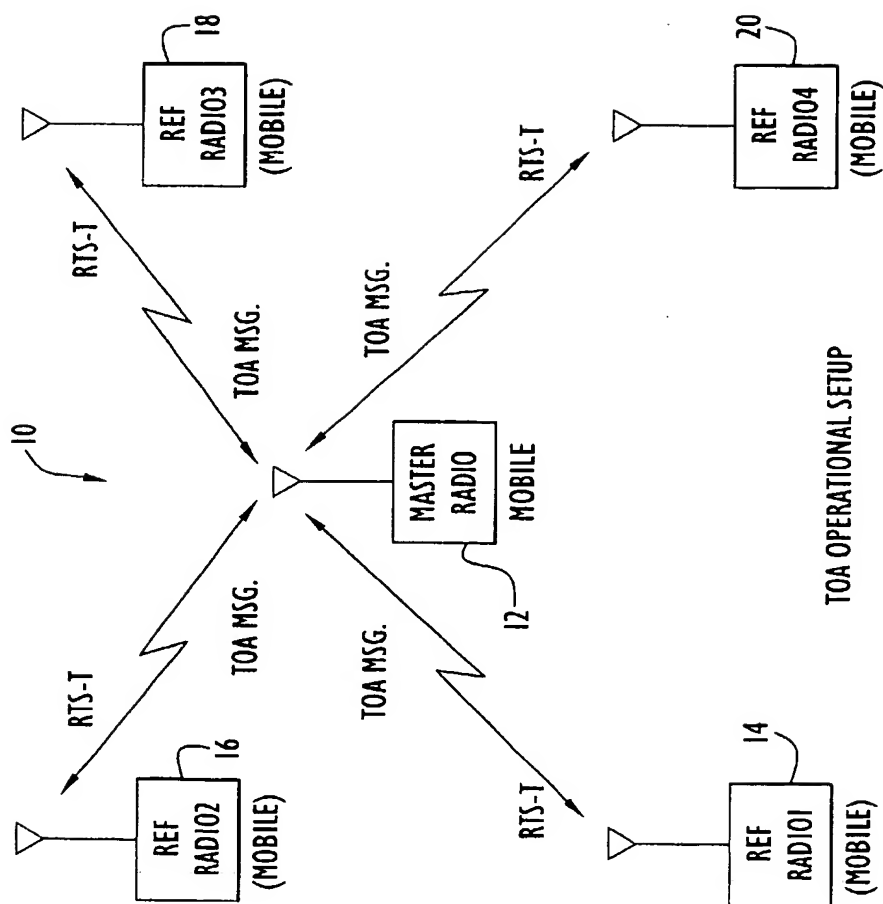 10
REF
RADIO2
(MOBILE)
16
RTS-T
TOA MSG.
REF
RADIO3
(MOBILE)
18
RTS-T
TOA MSG.
MASTER
RADIO
MOBILE
12
TOA MSG.
RTS-T
REF
RADIO1
(MOBILE)
14
TOA MSG.
RTS-T
REF
RADIO4
(MOBILE)
20
TOA OPERATIONAL SETUP